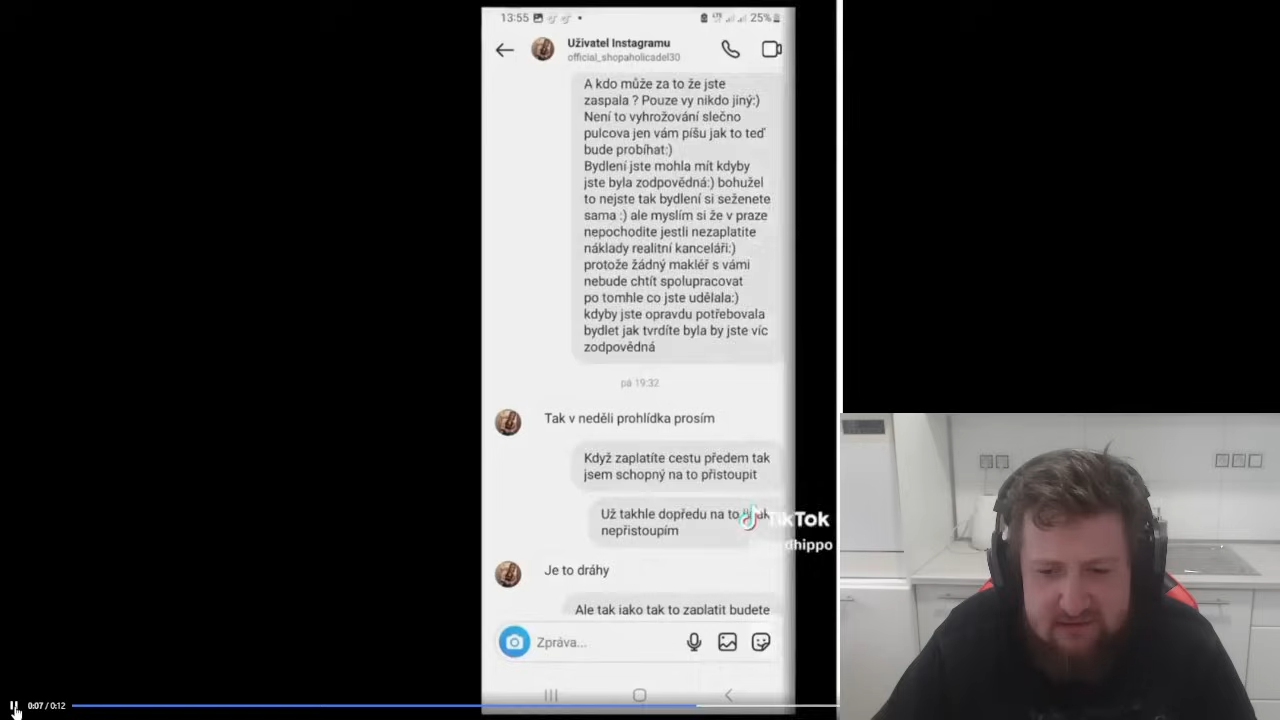 13:55
25%
Uživatel Instagramu
official_shopaholicadel30
A kdo může za to že jste
zaspala ? Pouze vy nikdo jiný:)
Není to vyhrožování slečno
pulcova jen vám píšu jak to teď
bude probíhat:)
Bydlení jste mohla mít kdyby
jste byla zodpovědná:) bohužel
to nejste tak bydlení si seženete
sama :) ale myslím si že v praze
nepochodite jestli nezaplatite
náklady realitní kanceláři:)
protože žádný makléř s vámi
nebude chtít spolupracovat
po tomhle co jste udělala:)
kdyby jste opravdu potřebovala
bydlet jak tvrdíte byla by jste víc
zodpovědná
pá 19:32
Tak v neděli prohlídka prosím
Když zaplatíte cestu předem tak
jsem schopný na to přistoupit
Už takhle dopředu na to
nepřistoupím
TikTok
dhippo
Je to dráhy
Ale tak jako tak to zaplatit budete
Zpráva...
0:07 / 0:12